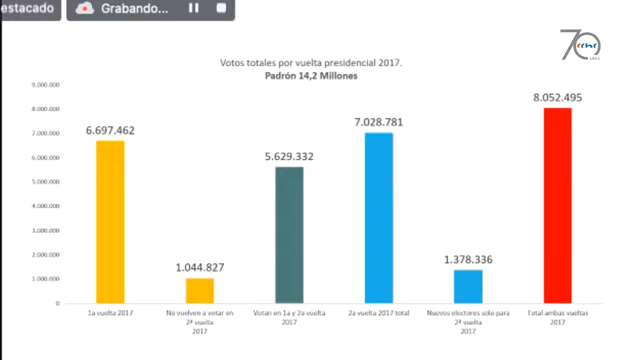 estacado
Grabando...
70
años
Votos totales por vuelta presidencial 2017.
Padrón 14,2 Millones
9.000.000
8.000.000
7.000.000
6.000.000
5.000.000
4.000.000
3.000.000
2.000.000
1.000.000
0
6.697.462
1.044.827
5.629.332
7.028.781
1.378.336
8.052.495
1a vuelta 2017
No vuelven a votar en
2ª vuelta
2017
Votan en 1a y 2a vuelta
2017
2a vuelta 2017 total
Nuevos electores solo para
2ª vuelta
2017
Total ambas vueltas
2017